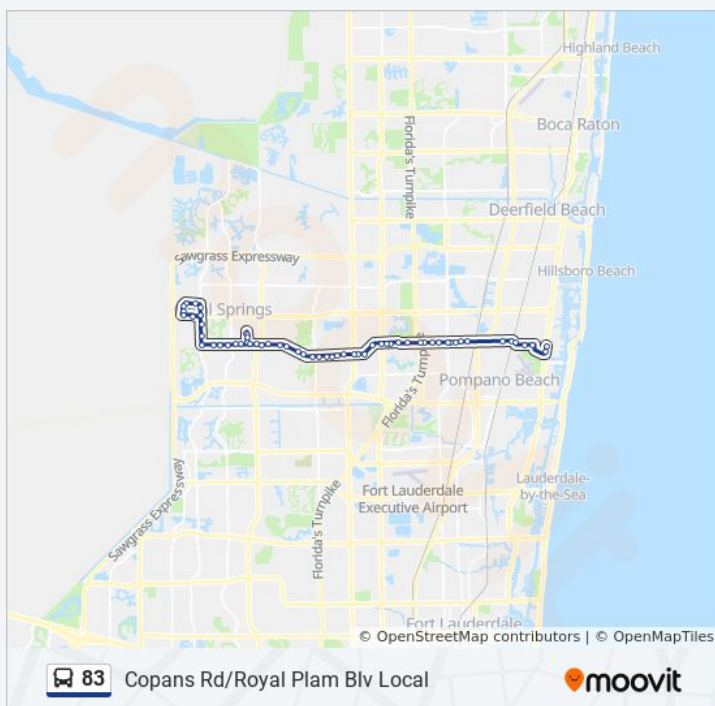 Highland Beach
Boca Raton
Florida's Turnpike
Deerfield Beach
Sawgrass Expressway
Hillsboro Beach
l Springs
Florida's Turnpike
Pompano Beach
Sawgrass Expressway
Florida's Turnpike
Lauderdale-
by-the-Sea
Fort Lauderdale
Executive Airport
Fort Lauderdale
© OpenStreetMap contributors | © OpenMapTiles
83 Copans Rd/Royal Plam Blv Local
moovit